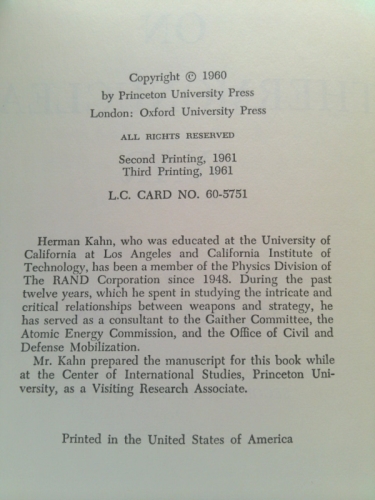 Copyright © 1960
by Princeton University Press
London: Oxford University Press
ALL RIGHTS RESERVED
Second Printing, 1961
Third Printing, 1961
L.C. CARD NO. 60-5751
Herman Kahn, who was educated at the University of
California at Los Angeles and California Institute of
Technology, has been a member of the Physics Division of
The RAND Corporation since 1948. During the past
twelve years, which he spent in studying the intricate and
critical relationships between weapons and strategy, he
has served as a consultant to the Gaither Committee, the
Atomic Energy Commission, and the Office of Civil and
Defense Mobilization.
Mr. Kahn prepared the manuscript for this book while
at the Center of International Studies, Princeton Uni-
versity, as a Visiting Research Associate.
Printed in the United States of America